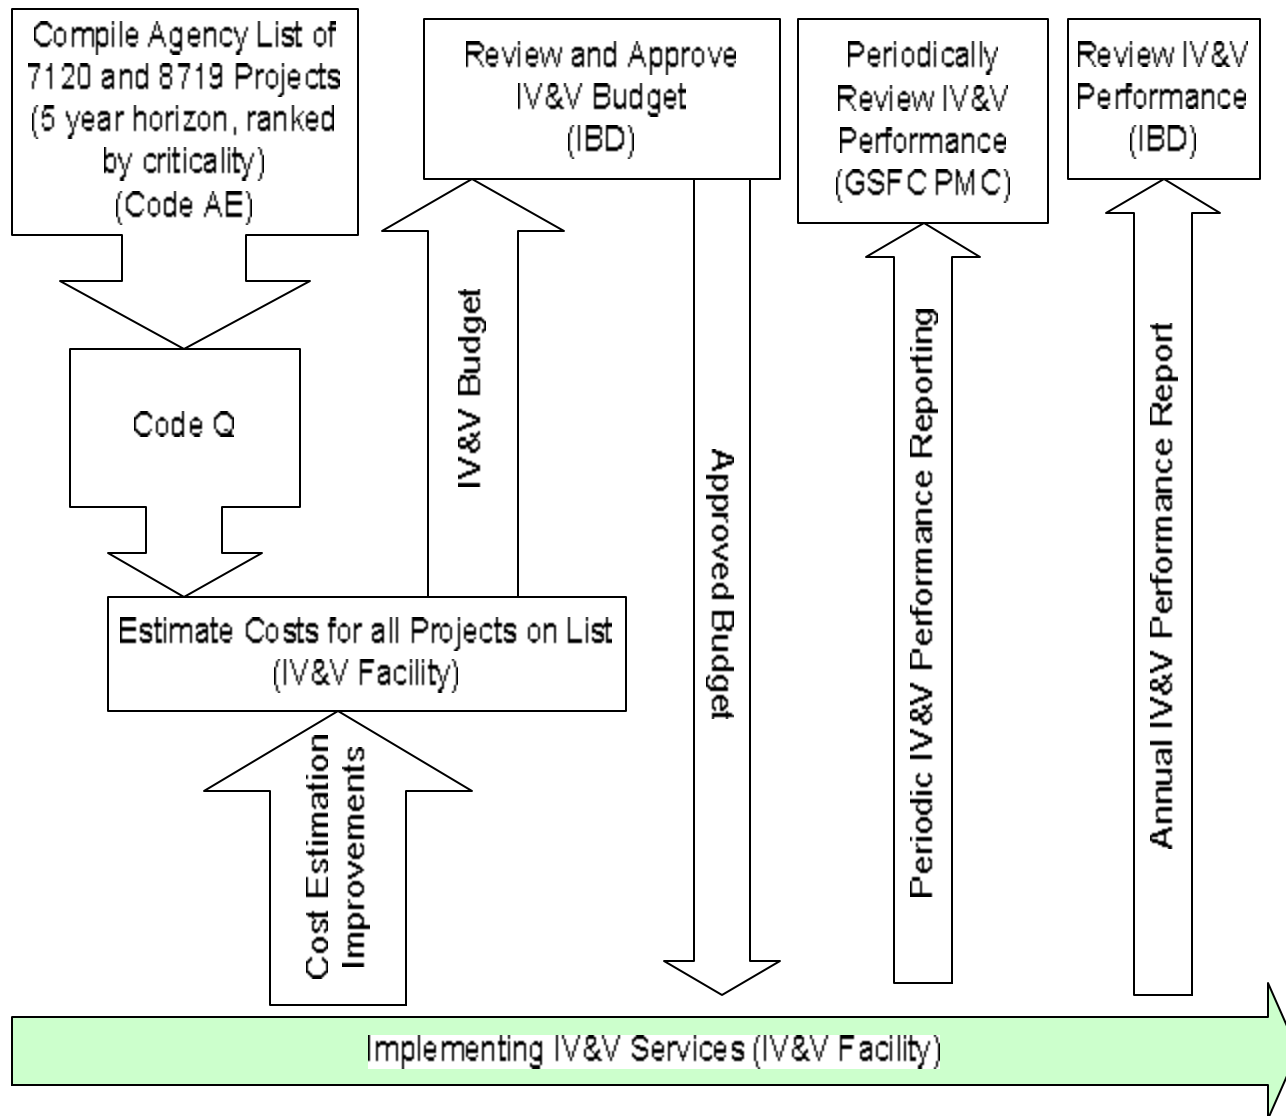 Compile Agency List of
7120 and 8719 Projects
(5 year horizon, ranked
by criticality)
(Code AE)
Review and Approve
IV&V Budget
(IBD)
Periodically
Review IV&V
Performance
(GSFC PMC)
Review IV&V
Performance
(IBD)
Code Q
IV&V Budget
Approved Budget
Periodic IV&V Performance Reporting
Annual IV&V Performance Report
Estimate Costs for all Projects on List
(IV&V Facility)
Cost Estimation
Improvements
Implementing IV&V Services (IV&V Facility)